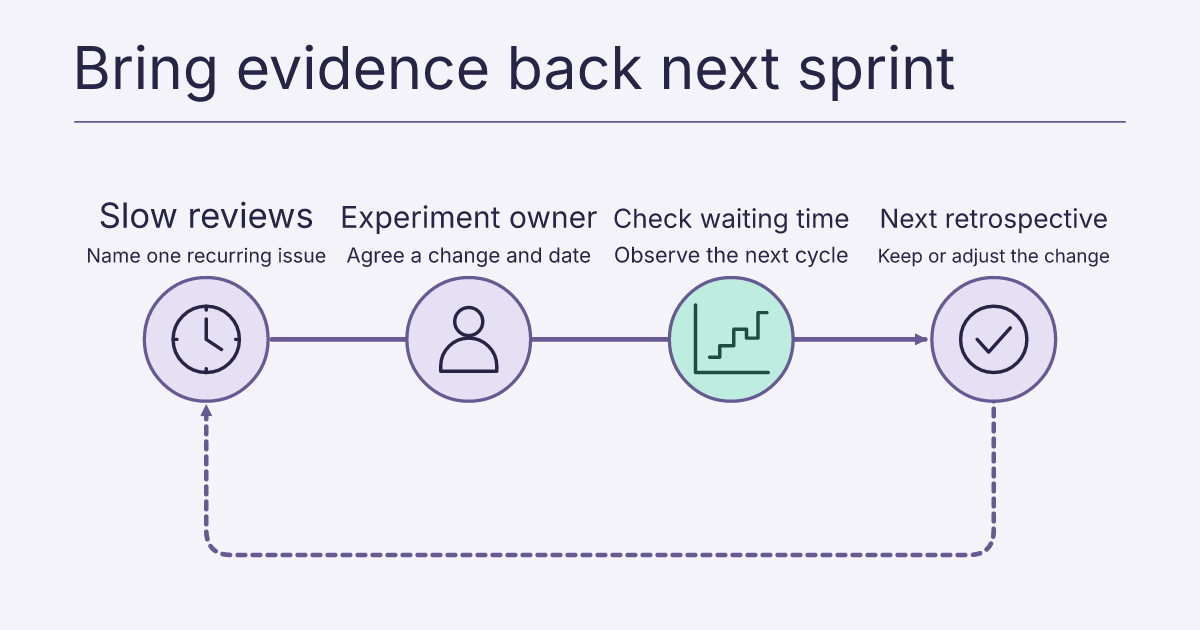 Bring evidence back next sprint
Slow reviews
Name one recurring issue
Experiment owner
Agree a change and date
Check waiting time
Observe the next cycle
Next retrospective
Keep or adjust the change